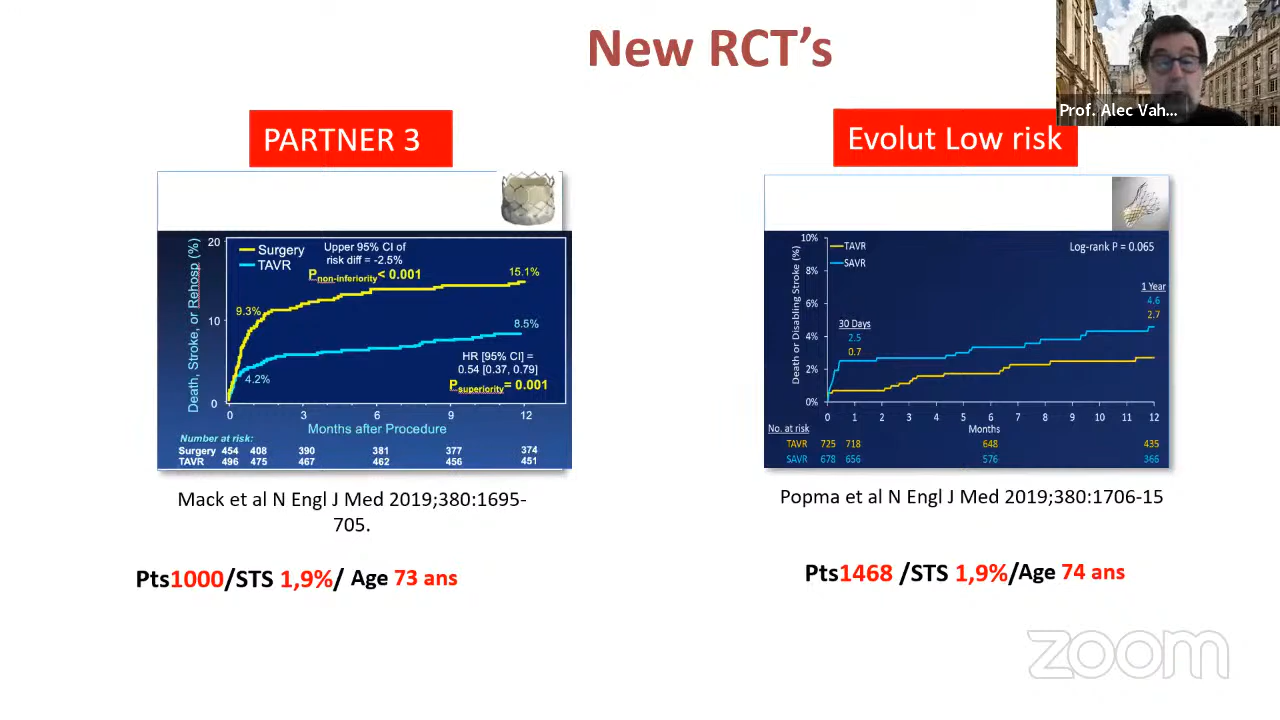 New RCT's
Prof. Alec Vah...
PARTNER 3
Death, Stroke, or Rehosp (%)
20
10
0
Surgery
TAVR
Upper 95% CI of
risk diff = -2.5%
Pnon-inferiority< 0.001
15.1%
9.3%
8.5%
4.2%
HR [95% CI] =
0.54 [0.37, 0.79]
Psuperiority= 0.001
0 3 6 9 12
Months after Procedure
Number at risk:
Surgery 454 408 390 381 377 374
TAVR 496 475 467 462 456 451
Mack et al N Engl J Med 2019;380:1695-
705.
Pts1000/STS 1,9%/ Age 73 ans
Evolut Low risk
Death or Disabling Stroke (%)
10%
8%
6%
4%
2%
0%
TAVR
SAVR
Log-rank P = 0.065
1 Year
4.6
2.7
30 Days
2.5
0.7
0 1 2 3 4 5 6 7 8 9 10 11 12
Months
No. at risk
TAVR 725 718 648 435
SAVR 678 656 576 366
Popma et al N Engl J Med 2019;380:1706-15
Pts1468 /STS 1,9%/Age 74 ans
zoom